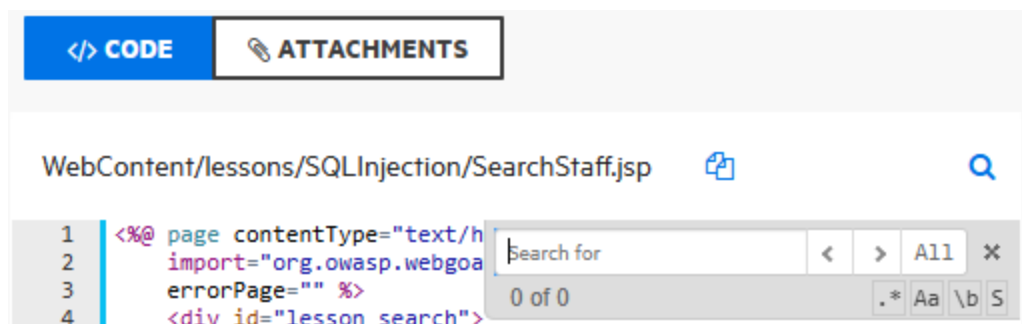 </> CODE
ATTACHMENTS
WebContent/lessons/SQLInjection/SearchStaff.jsp
1 <%@ page contentType="text/h
2 import="org.owasp.webgoa
3 errorPage="" %>
4 <div id="lesson_search">
Search for
< > All ×
0 of 0
.* Aa \b S